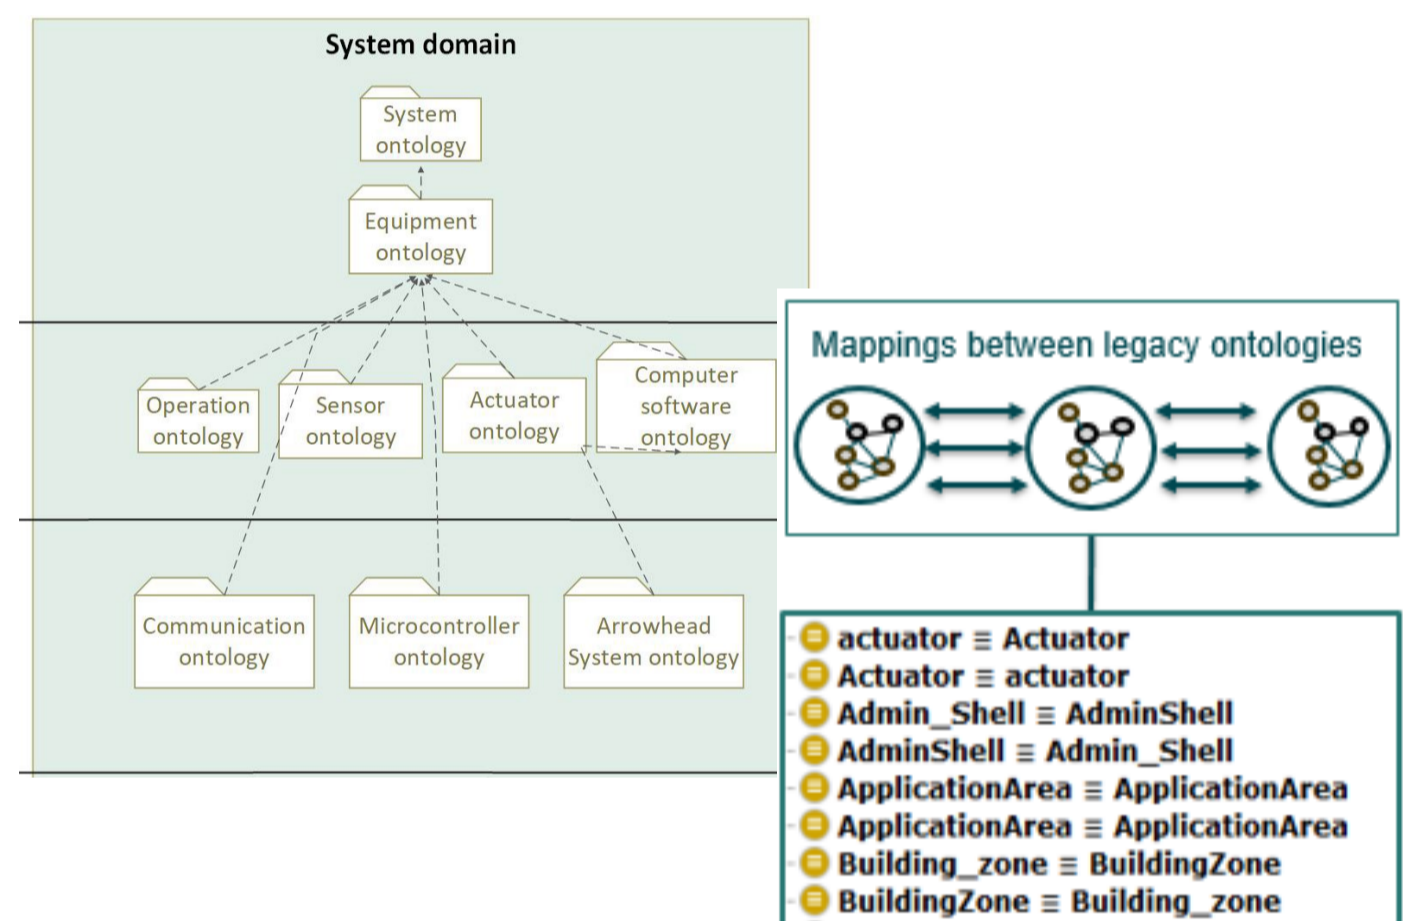 System domain
System
ontology
Equipment
ontology
Operation
ontology
Sensor
ontology
Actuator
ontology
Computer
software
ontology
Communication
ontology
Microcontroller
ontology
Arrowhead
System ontology
Mappings between legacy ontologies
actuator ≡ Actuator
Actuator ≡ actuator
Admin_Shell ≡ AdminShell
AdminShell ≡ Admin_Shell
ApplicationArea ≡ ApplicationArea
ApplicationArea ≡ ApplicationArea
Building_zone ≡ BuildingZone
BuildingZone ≡ Building_zone